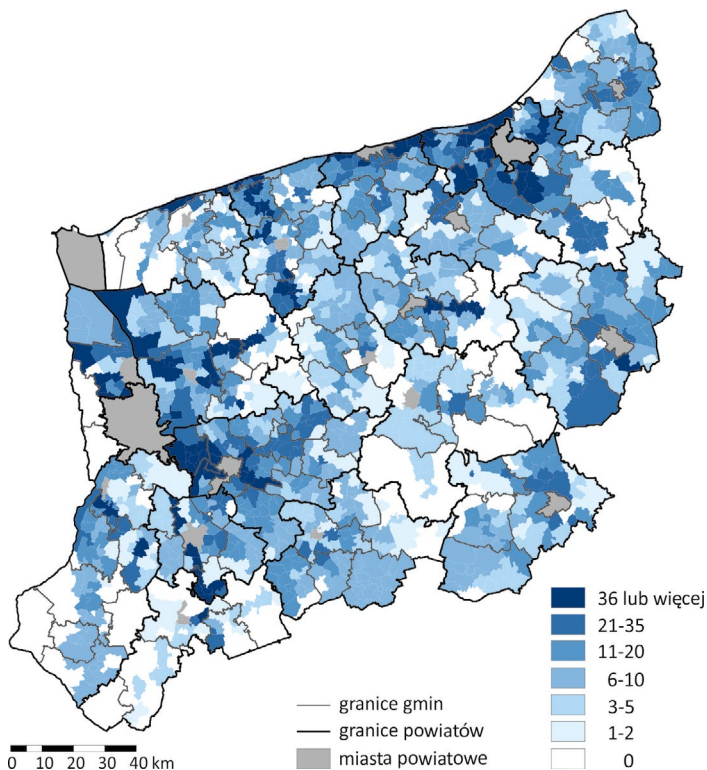 36 lub więcej
21-35
11-20
6-10
3-5
1-2
0
granice gmin
granice powiatów
miasta powiatowe
0 10 20 30 40 km